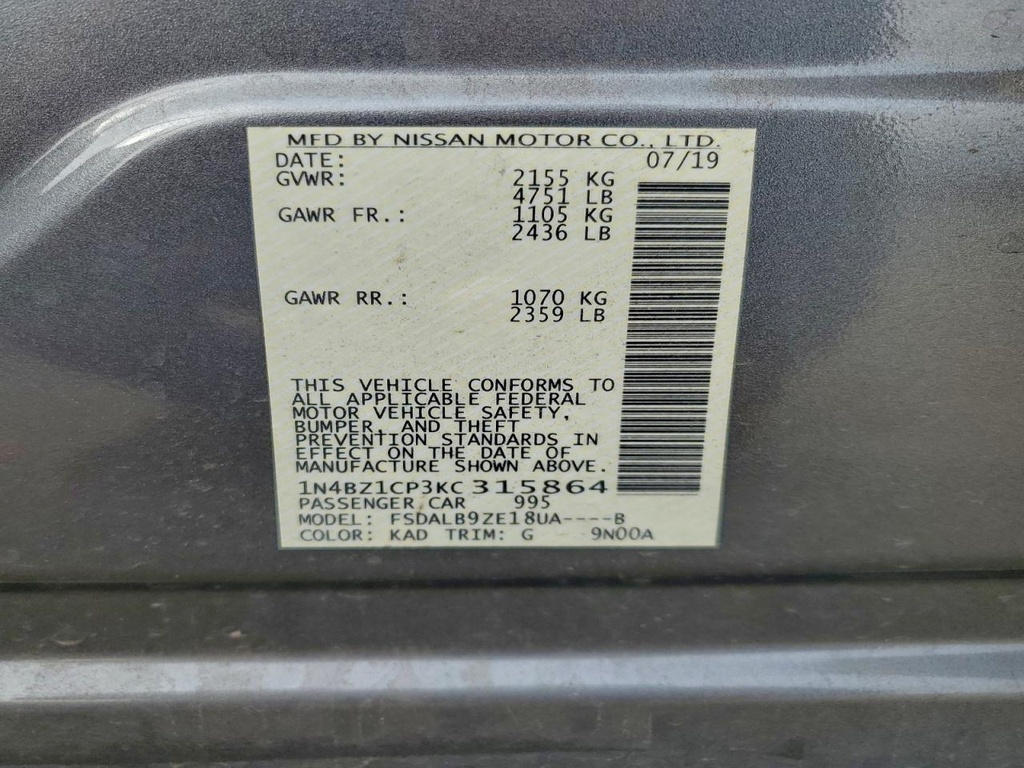 MFD BY NISSAN MOTOR CO., LTD.
DATE: 07/19
GVWR: 2155 KG
4751 LB
GAWR FR.: 1105 KG
2436 LB
GAWR RR.: 1070 KG
2359 LB
THIS VEHICLE CONFORMS TO
ALL APPLICABLE FEDERAL
MOTOR VEHICLE SAFETY,
BUMPER, AND THEFT
PREVENTION STANDARDS IN
EFFECT ON THE DATE OF
MANUFACTURE SHOWN ABOVE.
1N4BZ1CP3KC315864
PASSENGER CAR 995
MODEL: FSDALB9ZE18UA----B
COLOR: KAD TRIM: G 9N00A